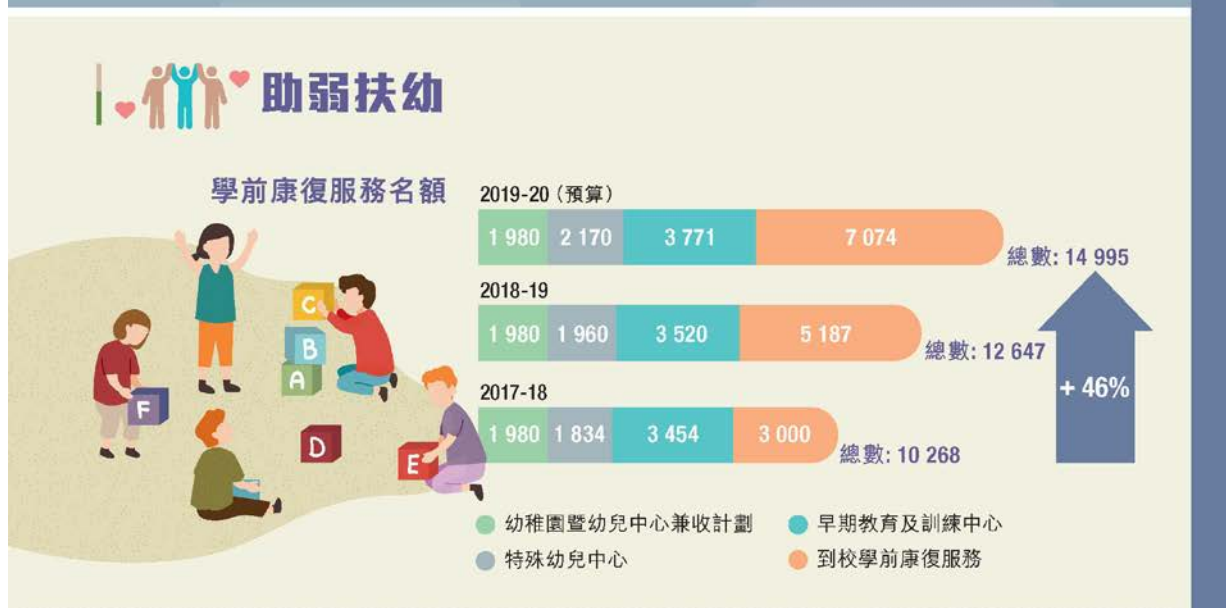 助弱扶幼
學前康復服務名額
2019-20 (預算)
1 980 2 170 3 771 7 074
總數: 14 995
2018-19
1 980 1 960 3 520 5 187
總數: 12 647
2017-18
1 980 1 834 3 454 3 000
總數: 10 268
+ 46%
C
B
A
F
D
E
幼稚園暨幼兒中心兼收計劃
早期教育及訓練中心
特殊幼兒中心
到校學前康復服務